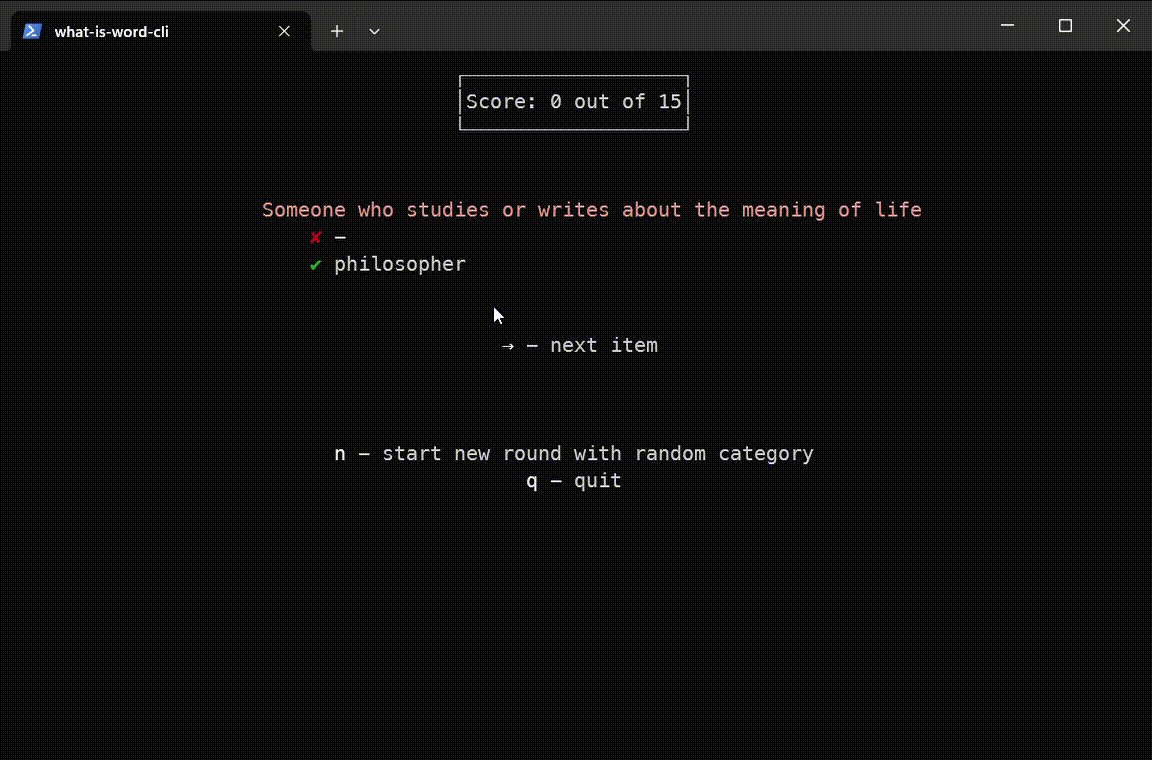 what-is-word-cli
Score: 0 out of 15
Someone who studies or writes about the meaning of life
✘ —
✔ philosopher
→ — next item
n — start new round with random category
q — quit